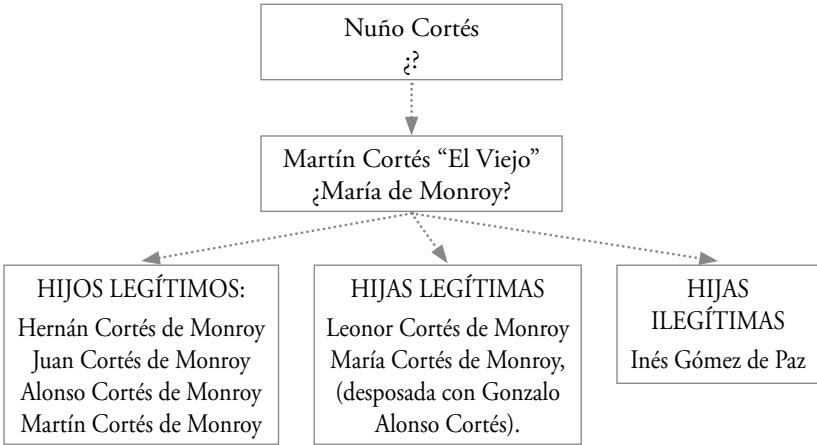 Nuño Cortés
¿?
Martín Cortés “El Viejo”
¿María de Monroy?
HIJOS LEGÍTIMOS:
Hernán Cortés de Monroy
Juan Cortés de Monroy
Alonso Cortés de Monroy
Martín Cortés de Monroy
HIJAS LEGÍTIMAS
Leonor Cortés de Monroy
María Cortés de Monroy,
(desposada con Gonzalo
Alonso Cortés).
HIJAS
ILEGÍTIMAS
Inés Gómez de Paz